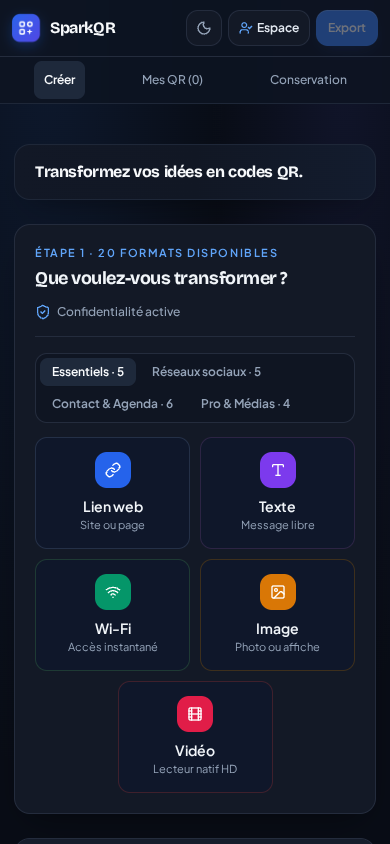 SparkQR
Espace
Export
Créer
Mes QR (0)
Conservation
Transformez vos idées en codes QR.
ÉTAPE 1 · 20 FORMATS DISPONIBLES
Que voulez-vous transformer ?
Confidentialité active
Essentiels · 5
Réseaux sociaux · 5
Contact & Agenda · 6
Pro & Médias · 4
Lien web
Site ou page
Texte
Message libre
Wi-Fi
Accès instantané
Image
Photo ou affiche
Vidéo
Lecteur natif HD